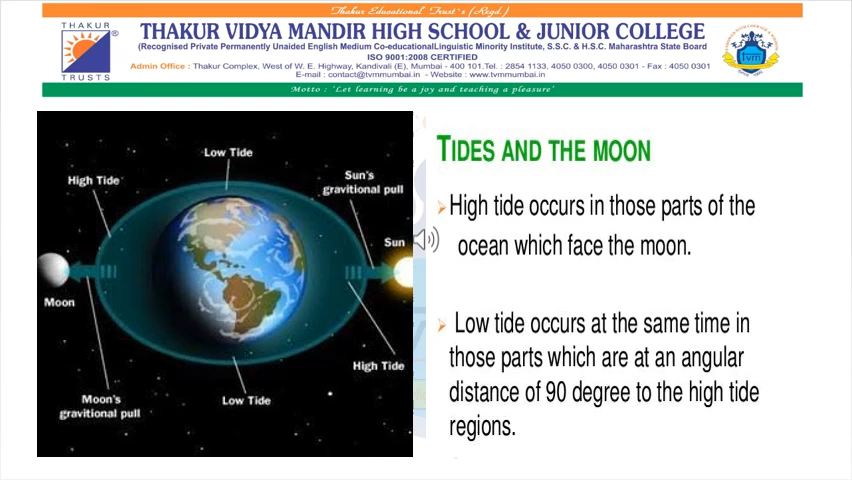 Thakur Educational Trust's (Regd.)
THAKUR
TRUSTS
®
THAKUR VIDYA MANDIR HIGH SCHOOL & JUNIOR COLLEGE
(Recognised Private Permanently Unaided English Medium Co-educationalLinguistic Minority Institute, S.S.C. & H.S.C. Maharashtra State Board
ISO 9001:2008 CERTIFIED
Admin Office : Thakur Complex, West of W. E. Highway, Kandivali (E), Mumbai - 400 101.Tel. : 2854 1133, 4050 0300, 4050 0301 - Fax : 4050 0301
E-mail : contact@tvmmumbai.in - Website : www.tvmmumbai.in
tvm
Motto : 'Let learning be a joy and teaching a pleasure'
Low Tide
High Tide
Sun's
gravitional pull
Sun
Moon
High Tide
Moon's
gravitional pull
Low Tide
TIDES AND THE MOON
High tide occurs in those parts of the
ocean which face the moon.
Low tide occurs at the same time in
those parts which are at an angular
distance of 90 degree to the high tide
regions.